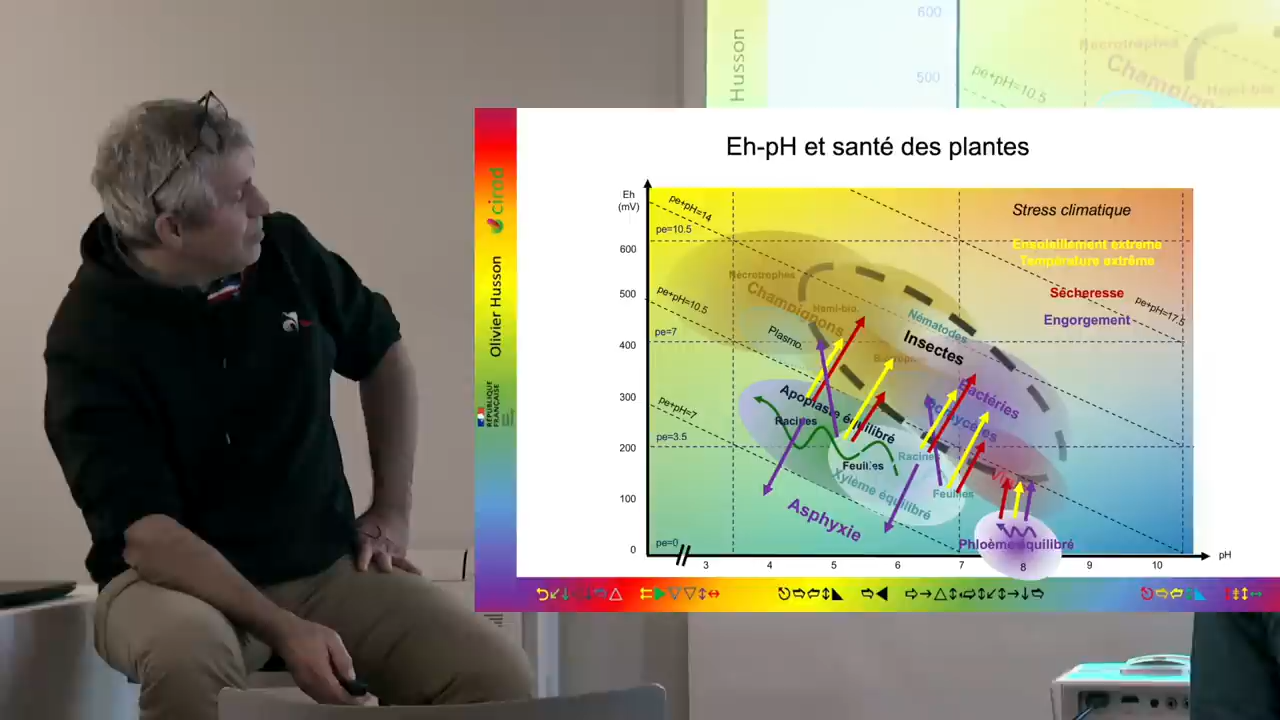 600
500
Husson
pe+pH=10.5
Necrotrophes
Champignons
Hemi-bio.
Eh-pH et santé des plantes
cirad
Olivier Husson
RÉPUBLIQUE
FRANÇAISE
Eh
(mV)
600
500
400
300
200
100
0
pe+pH=14
pe=10.5
pe+pH=10.5
pe=7
pe+pH=7
pe=3.5
pe=0
pe+pH=17.5
Stress climatique
Ensoleillement extrême
Température extrême
Sécheresse
Engorgement
Nécrotrophes
Champignons
Hémi-bio.
Plasmo.
Nématodes
Insectes
Bactéries
Apoplaste équilibré
Racines
Feuilles
Xylème équilibré
Racines
Feuilles
Asphyxie
Phloème équilibré
pH
3
4
5
6
7
8
9
10